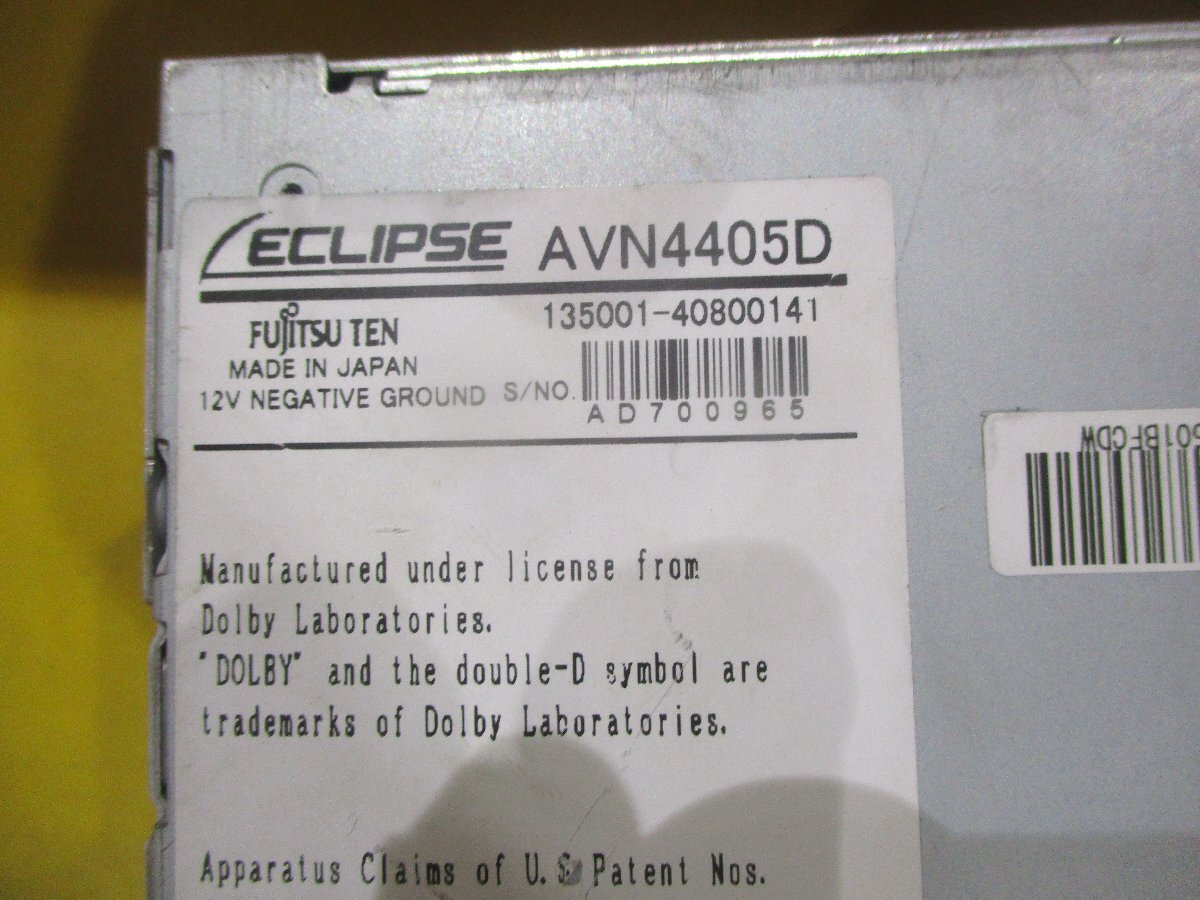 ECLIPSE AVN4405D
135001-40800141
FUJITSU TEN
MADE IN JAPAN
12V NEGATIVE GROUND S/NO.
AD700965
Manufactured under license from
Dolby Laboratories.
"DOLBY" and the double-D symbol are
trademarks of Dolby Laboratories.
Apparatus Claims of U.S. Patent Nos.
501BFCDW